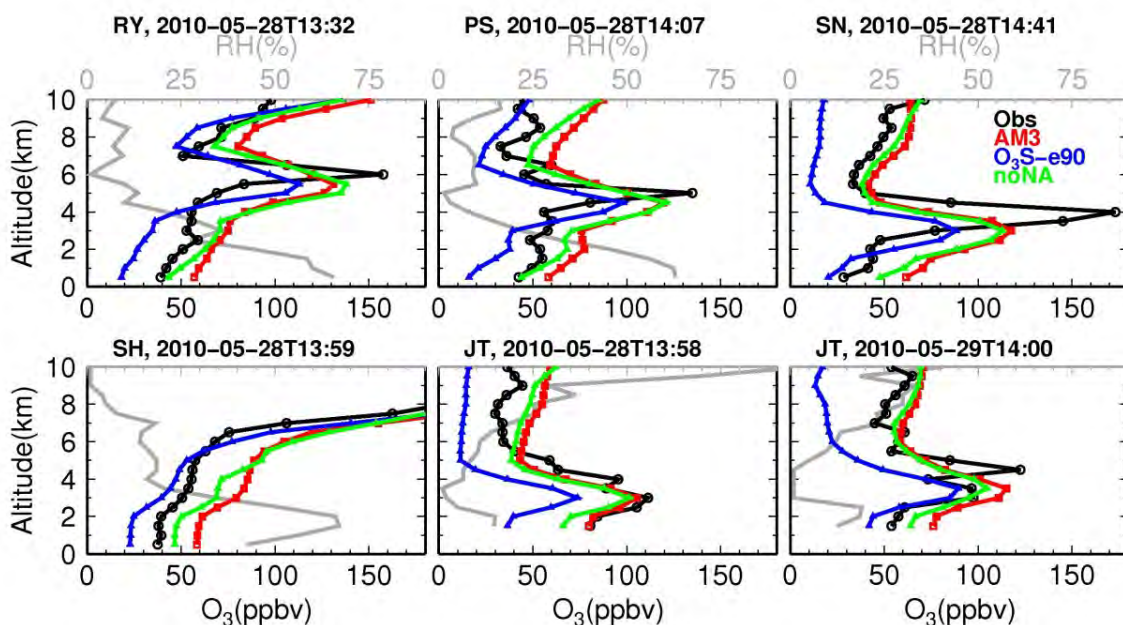 RY, 2010-05-28T13:32 PS, 2010-05-28T14:07 SN, 2010-05-28T14:41
RH(%) RH(%) RH(%)
0 25 50 75 0 25 50 75 0 25 50 75
Obs
AM3
O₃S-e90
noNA
Altitude(km)
10
8
6
4
2
0
0 50 100 150 0 50 100 150 0 50 100 150
SH, 2010-05-28T13:59 JT, 2010-05-28T13:58 JT, 2010-05-29T14:00
Altitude(km)
10
8
6
4
2
0
0 50 100 150 0 50 100 150 0 50 100 150
O₃(ppbv) O₃(ppbv) O₃(ppbv)